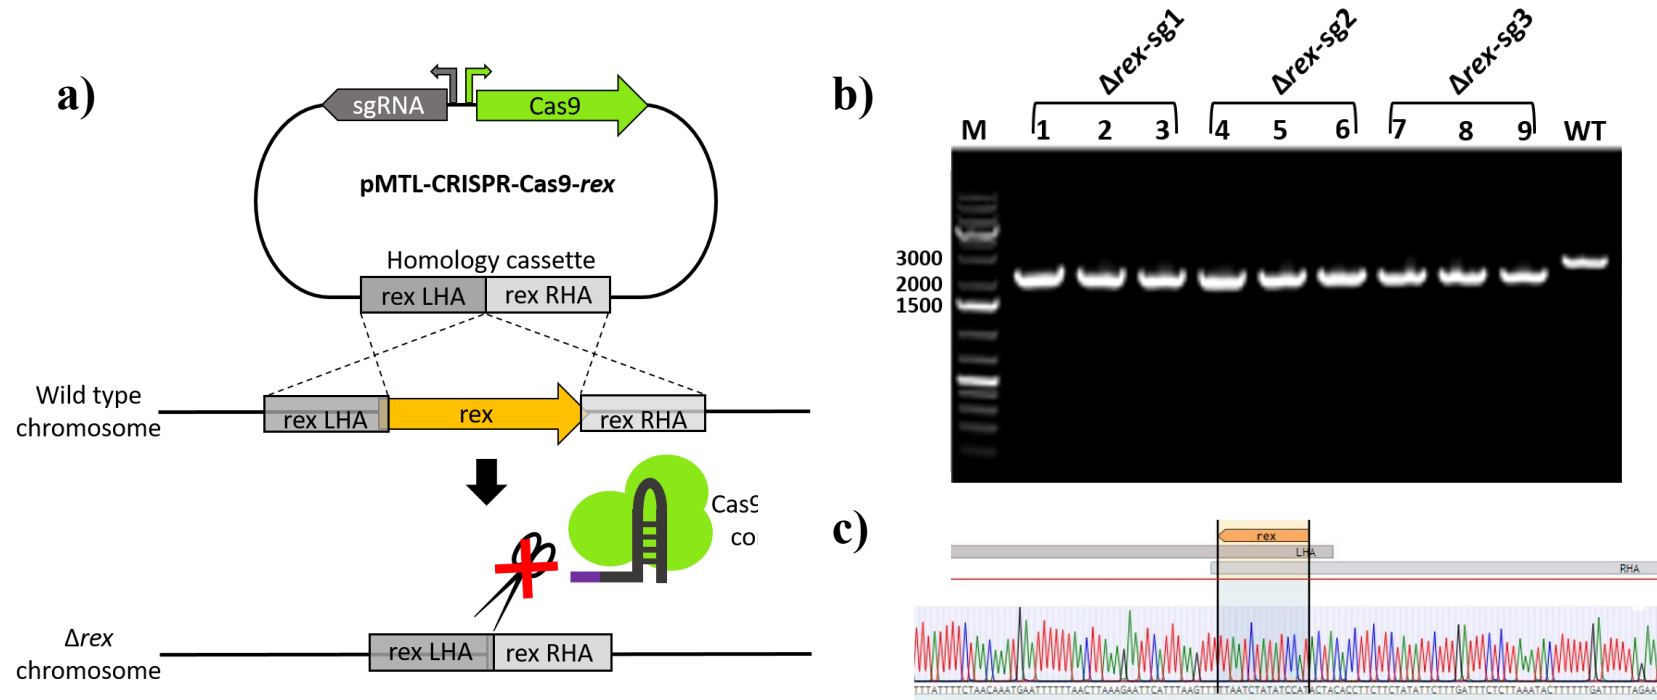 a)
sgRNA
Cas9
pMTL-CRISPR-Cas9-rex
Homology cassette
rex LHA
rex RHA
Wild type
chromosome
rex LHA
rex
rex RHA
Cas9
co
Δrex
chromosome
rex LHA
rex RHA
b)
Δrex-sg1
Δrex-sg2
Δrex-sg3
M
1
2
3
4
5
6
7
8
9
WT
3000
2000
1500
c)
rex
LHA
RHA